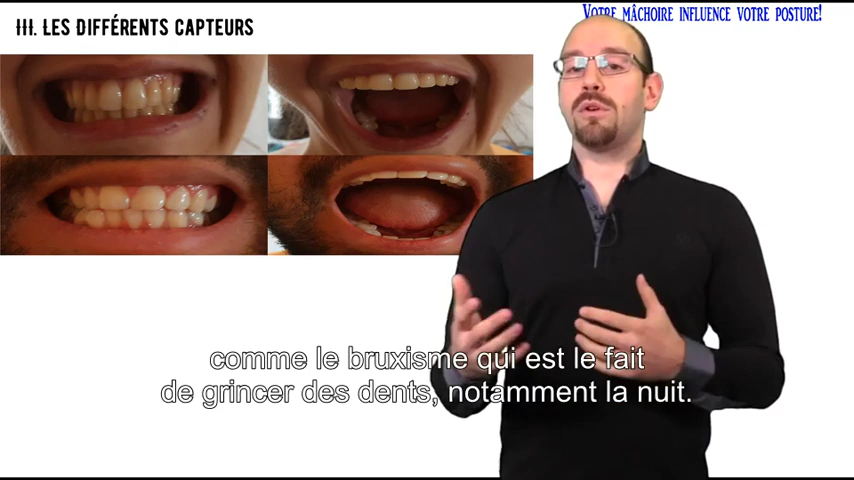 III. LES DIFFÉRENTS CAPTEURS
VOTRE MÂCHOIRE INFLUENCE VOTRE POSTURE!
comme le bruxisme qui est le fait
de grincer des dents, notamment la nuit.